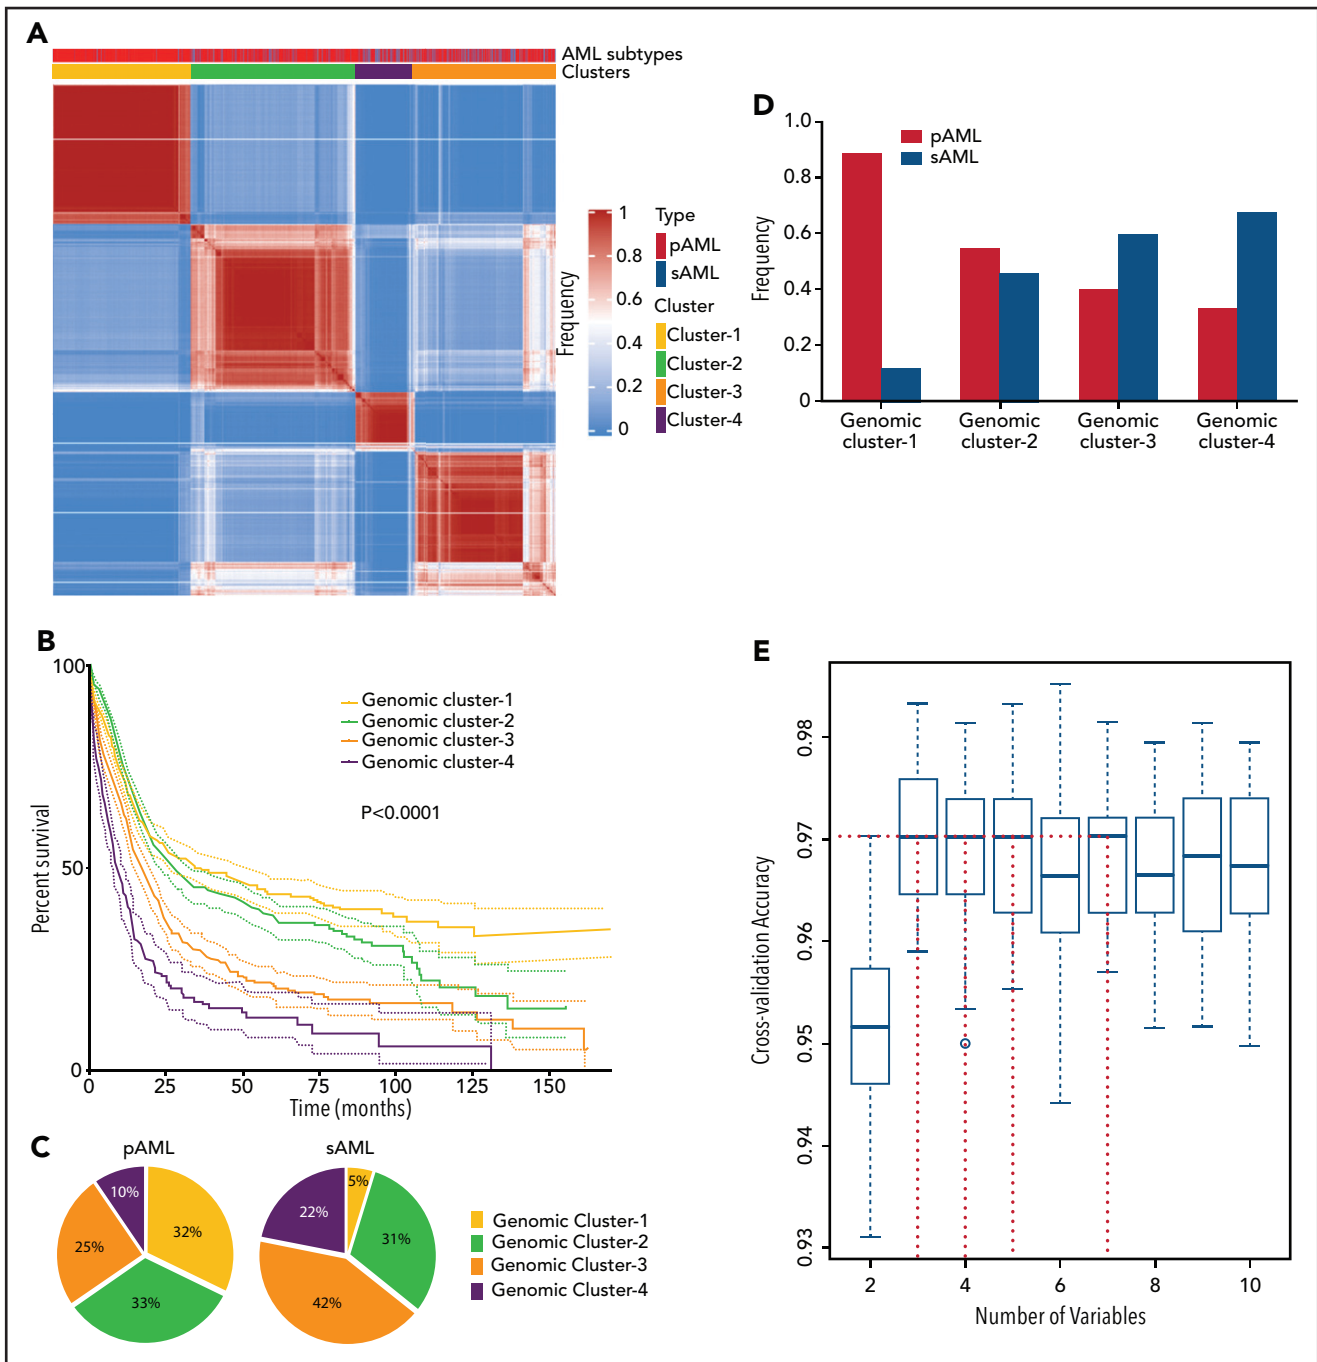 A
AML subtypes
Clusters
Frequency
1
0.8
0.6
0.4
0.2
0
Type
pAML
sAML
Cluster
Cluster-1
Cluster-2
Cluster-3
Cluster-4
D
Frequency
1.0
0.8
0.6
0.4
0.2
0
pAML
sAML
Genomic cluster-1
Genomic cluster-2
Genomic cluster-3
Genomic cluster-4
B
Percent survival
100
50
0
Genomic cluster-1
Genomic cluster-2
Genomic cluster-3
Genomic cluster-4
P<0.0001
0 25 50 75 100 125 150
Time (months)
C
pAML
10%
32%
25%
33%
sAML
5%
22%
31%
42%
Genomic Cluster-1
Genomic Cluster-2
Genomic Cluster-3
Genomic Cluster-4
E
Cross-validation Accuracy
0.98
0.97
0.96
0.95
0.94
0.93
2 4 6 8 10
Number of Variables